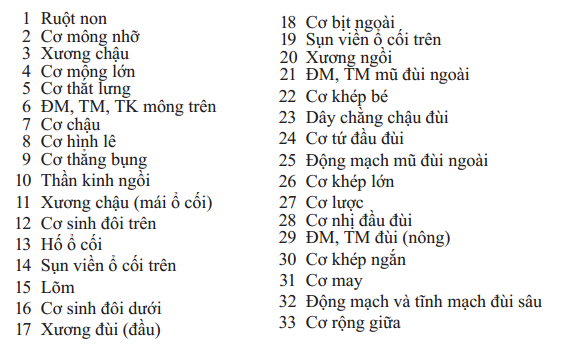 1 Ruột non
2 Cơ mông nhỡ
3 Xương chậu
4 Cơ mộng lớn
5 Cơ thắt lưng
6 ĐM, TM, TK mông trên
7 Cơ chậu
8 Cơ hình lê
9 Cơ thẳng bụng
10 Thần kinh ngồi
11 Xương chậu (mái ổ cối)
12 Cơ sinh đôi trên
13 Hố ổ cối
14 Sụn viền ổ cối trên
15 Lõm
16 Cơ sinh đôi dưới
17 Xương đùi (đầu)
18 Cơ bịt ngoài
19 Sụn viền ổ cối trên
20 Xương ngồi
21 ĐM, TM mũ đùi ngoài
22 Cơ khép bé
23 Dây chằng chậu đùi
24 Cơ tứ đầu đùi
25 Động mạch mũ đùi ngoài
26 Cơ khép lớn
27 Cơ lược
28 Cơ nhị đầu đùi
29 ĐM, TM đùi (nông)
30 Cơ khép ngắn
31 Cơ may
32 Động mạch và tĩnh mạch đùi sâu
33 Cơ rộng giữa